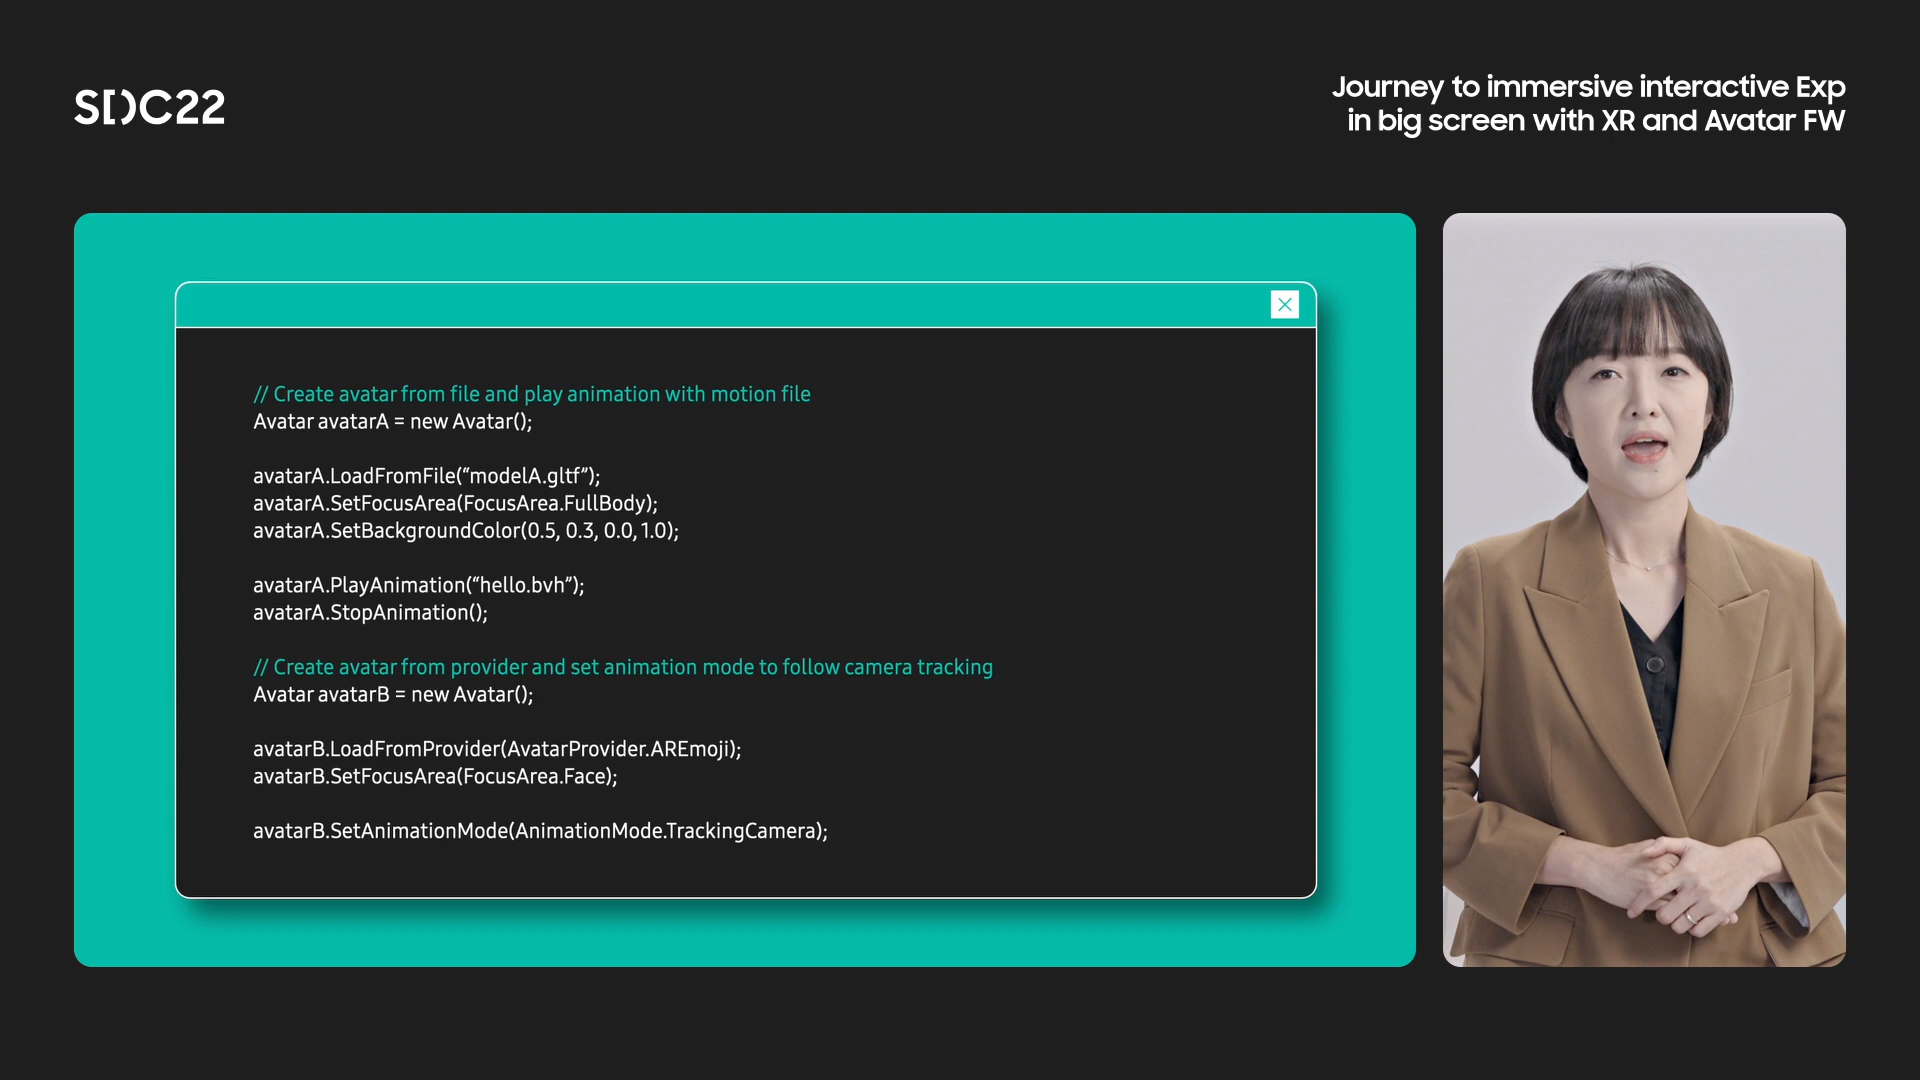 SDC22
Journey to immersive interactive Exp
in big screen with XR and Avatar FW
// Create avatar from file and play animation with motion file
Avatar avatarA = new Avatar();
avatarA.LoadFromFile(“modelA.gltf”);
avatarA.SetFocusArea(FocusArea.FullBody);
avatarA.SetBackgroundColor(0.5, 0.3, 0.0, 1.0);
avatarA.PlayAnimation(“hello.bvh”);
avatarA.StopAnimation();
// Create avatar from provider and set animation mode to follow camera tracking
Avatar avatarB = new Avatar();
avatarB.LoadFromProvider(AvatarProvider.AREmoji);
avatarB.SetFocusArea(FocusArea.Face);
avatarB.SetAnimationMode(AnimationMode.TrackingCamera);